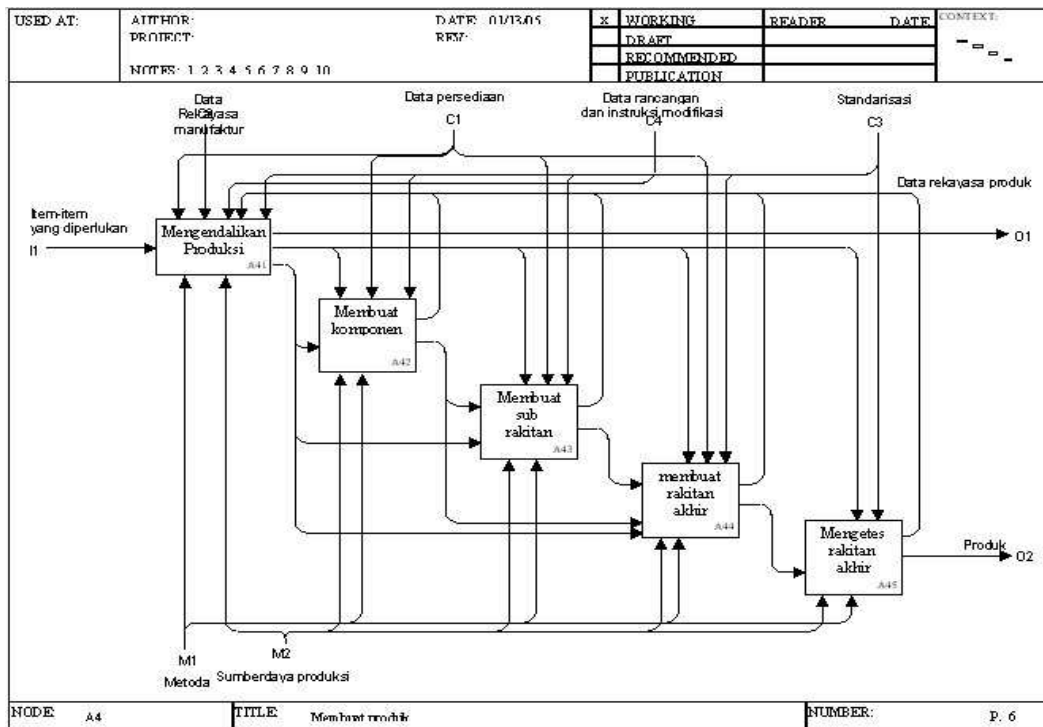 USED AT:
AUTHOR:
DATE: 01/13/05
PROJECT:
REV:
NOTES: 1 2 3 4 5 6 7 8 9 10
X WORKING
DRAFT
RECOMMENDED
PUBLICATION
READER DATE
CONTEXT:
Data
Rekayasa
manufaktur
Data persediaan
C1
Data rancangan
dan instruksi modifikasi
C4
Standarisasi
C3
Data rekayasa produk
O1
Item-item
yang diperlukan
I1
Mengendalikan
Produksi
A41
Membuat
komponen
A42
Membuat
sub
rakitan
A43
membuat
rakitan
akhir
A44
Mengetes
rakitan
akhir
A45
Produk
O2
M1
Metoda
M2
Sumberdaya produksi
NODE: A4
TITLE: Membuat produk
NUMBER: P. 6